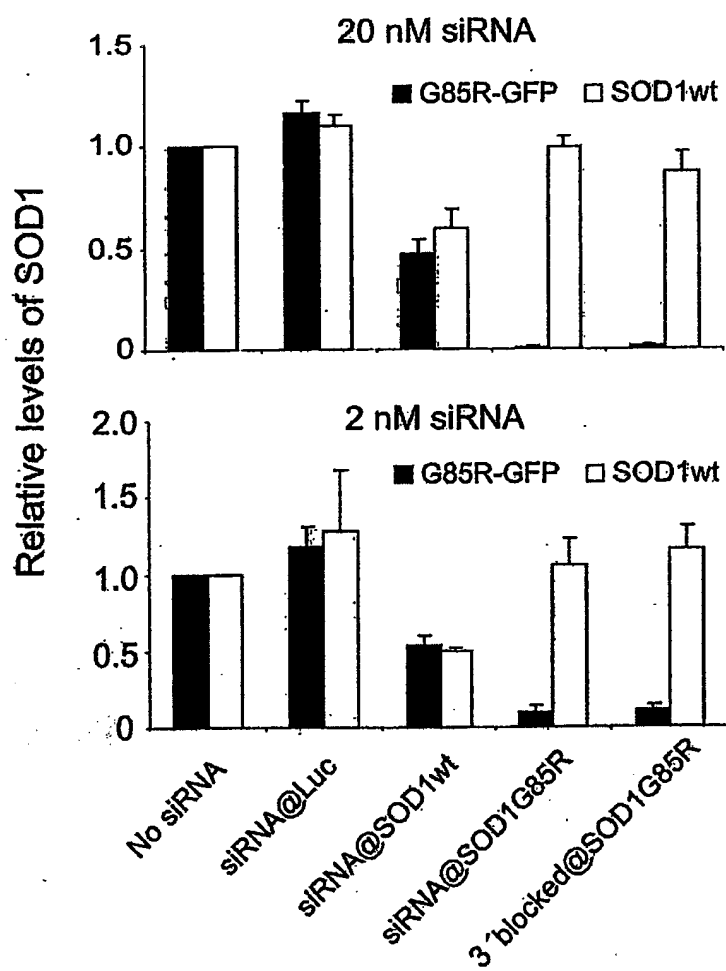 20 nM siRNA
1.5
G85R-GFP SOD1wt
1.0
0.5
0
Relative levels of SOD1
2 nM siRNA
2.0
G85R-GFP SOD1wt
1.5
1.0
0.5
0
No siRNA
siRNA@Luc
siRNA@SOD1wt
siRNA@SOD1G85R
3´blocked@SOD1G85R